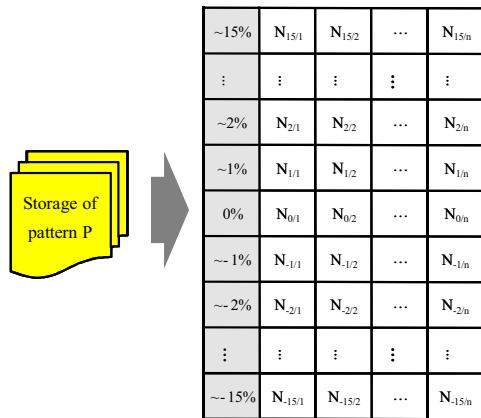 ~15% N15/1 N15/2 ... N15/n
⋮ ⋮ ⋮ ⋮ ⋮
~2% N2/1 N2/2 ... N2/n
~1% N1/1 N1/2 ... N1/n
Storage of
pattern P
0% N0/1 N0/2 ... N0/n
~-1% N-1/1 N-1/2 ... N-1/n
~-2% N-2/1 N-2/2 ... N-2/n
⋮ ⋮ ⋮ ⋮ ⋮
~-15% N-15/1 N-15/2 ... N-15/n